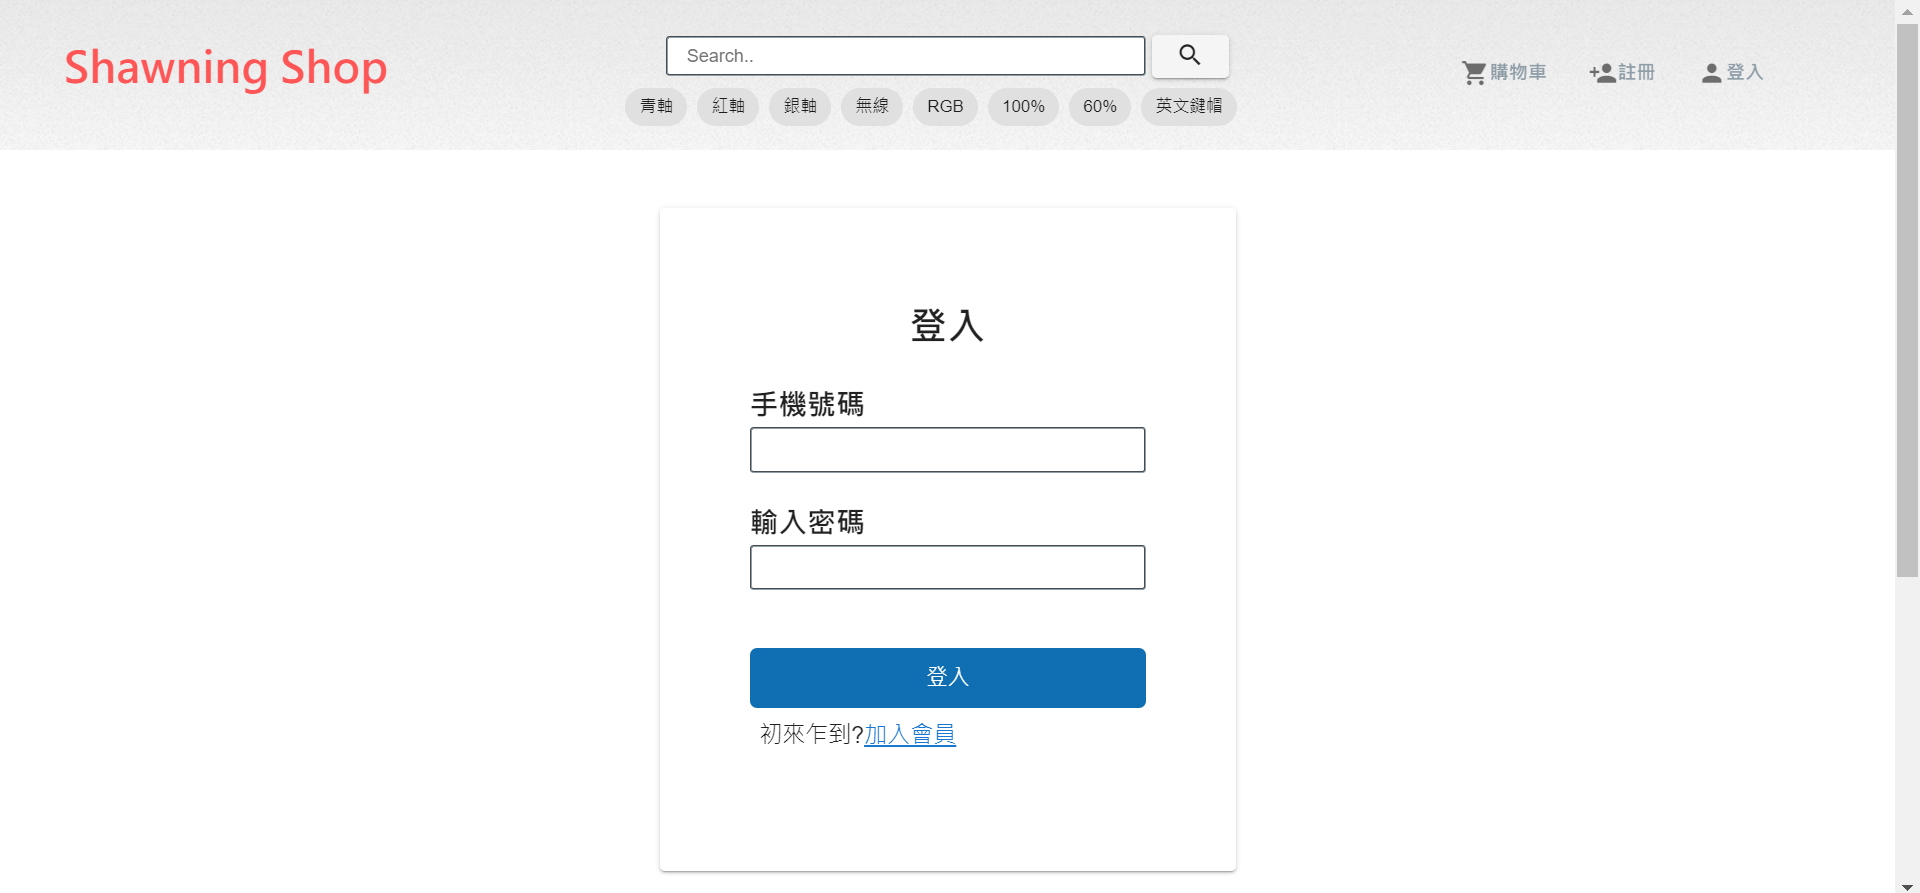 Shawning Shop
Search..
購物車 註冊 登入
青軸 紅軸 銀軸 無線 RGB 100% 60% 英文鍵帽
登入
手機號碼
輸入密碼
登入
初來乍到?加入會員